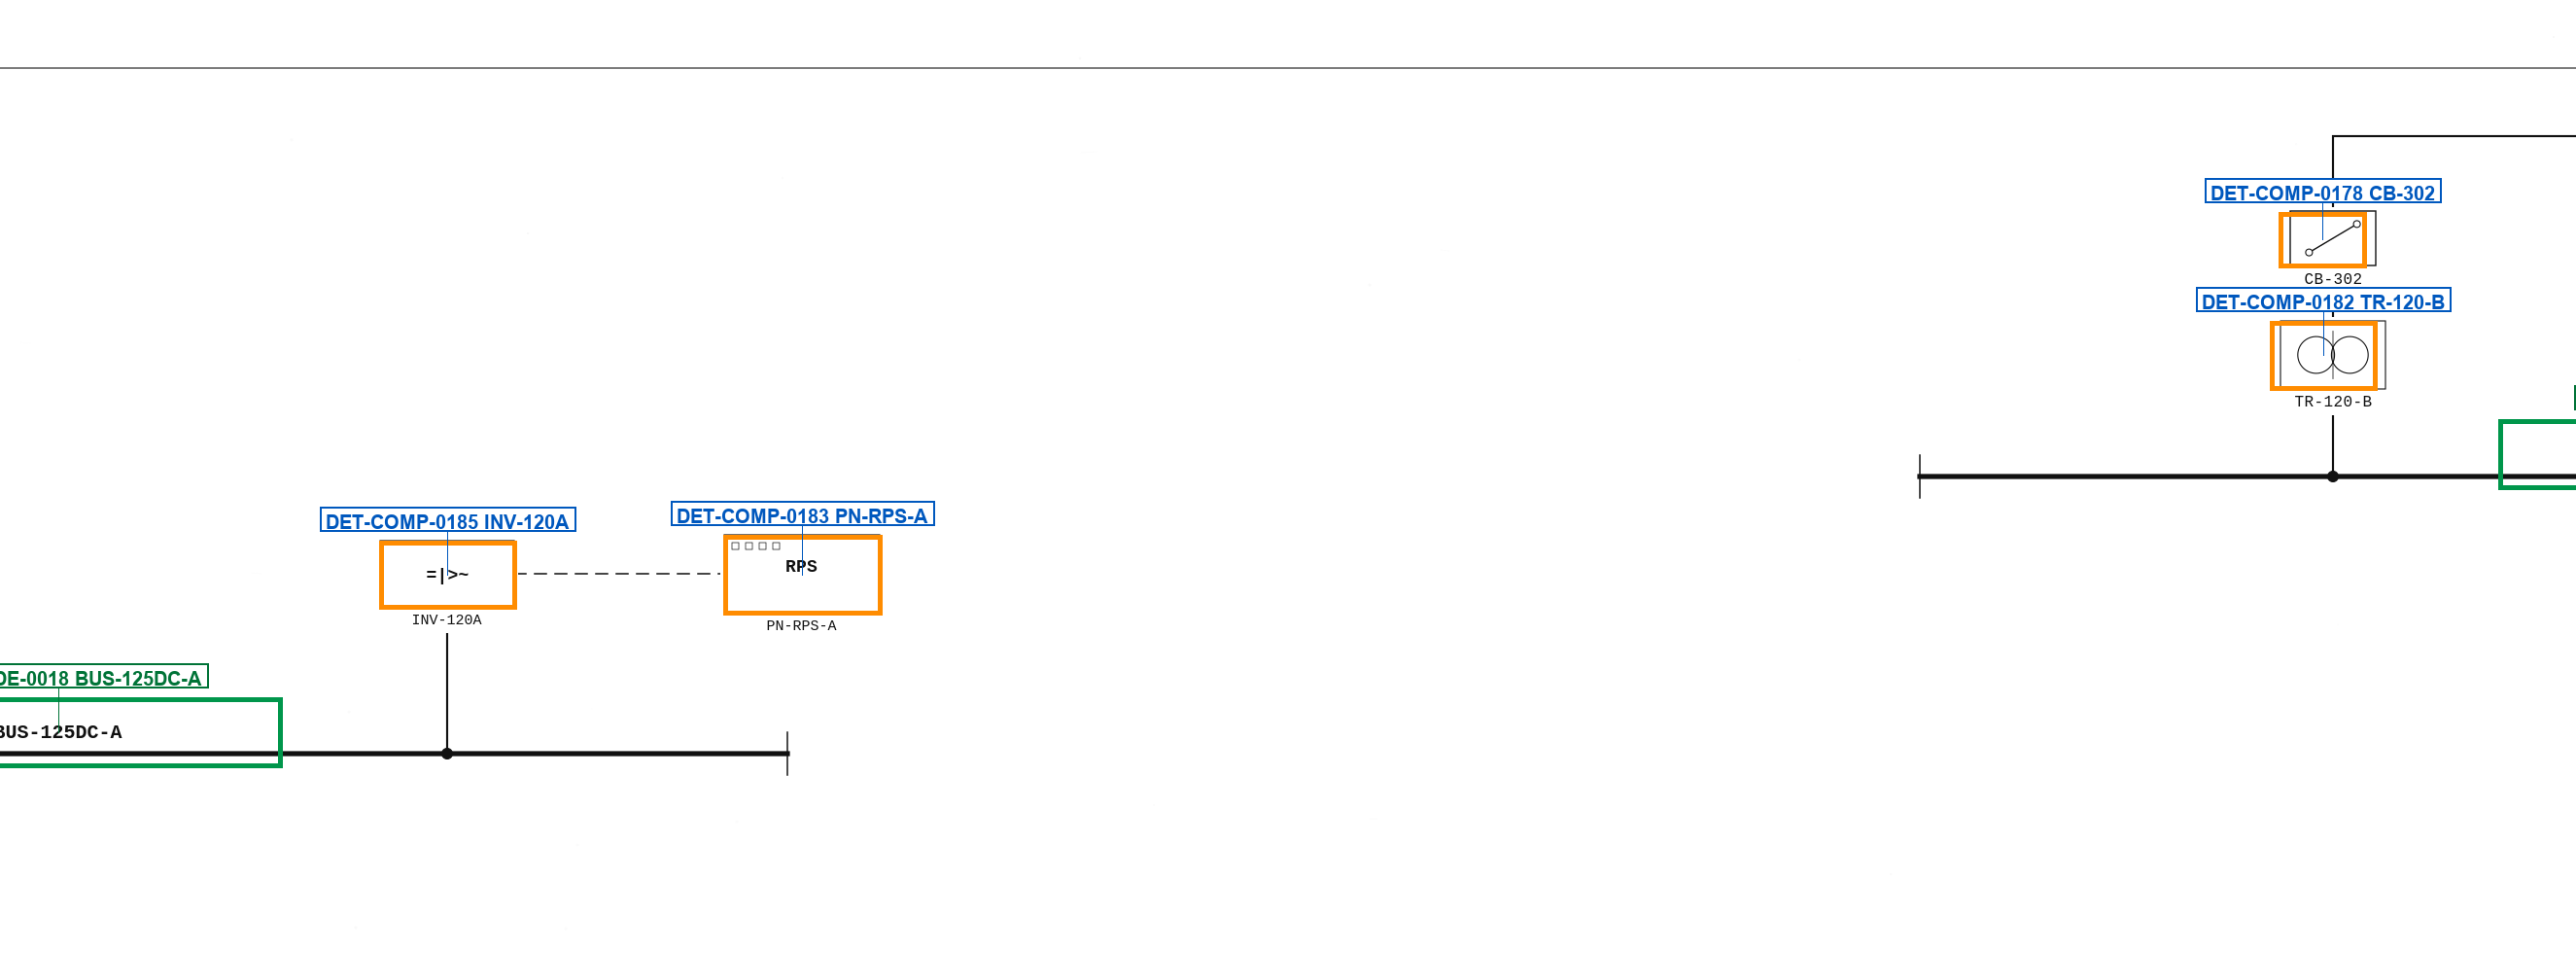 DET-COMP-0178 CB-302
CB-302
DET-COMP-0182 TR-120-B
TR-120-B
DET-COMP-0185 INV-120A
=|>~
INV-120A
DET-COMP-0183 PN-RPS-A
RPS
PN-RPS-A
DE-0018 BUS-125DC-A
BUS-125DC-A